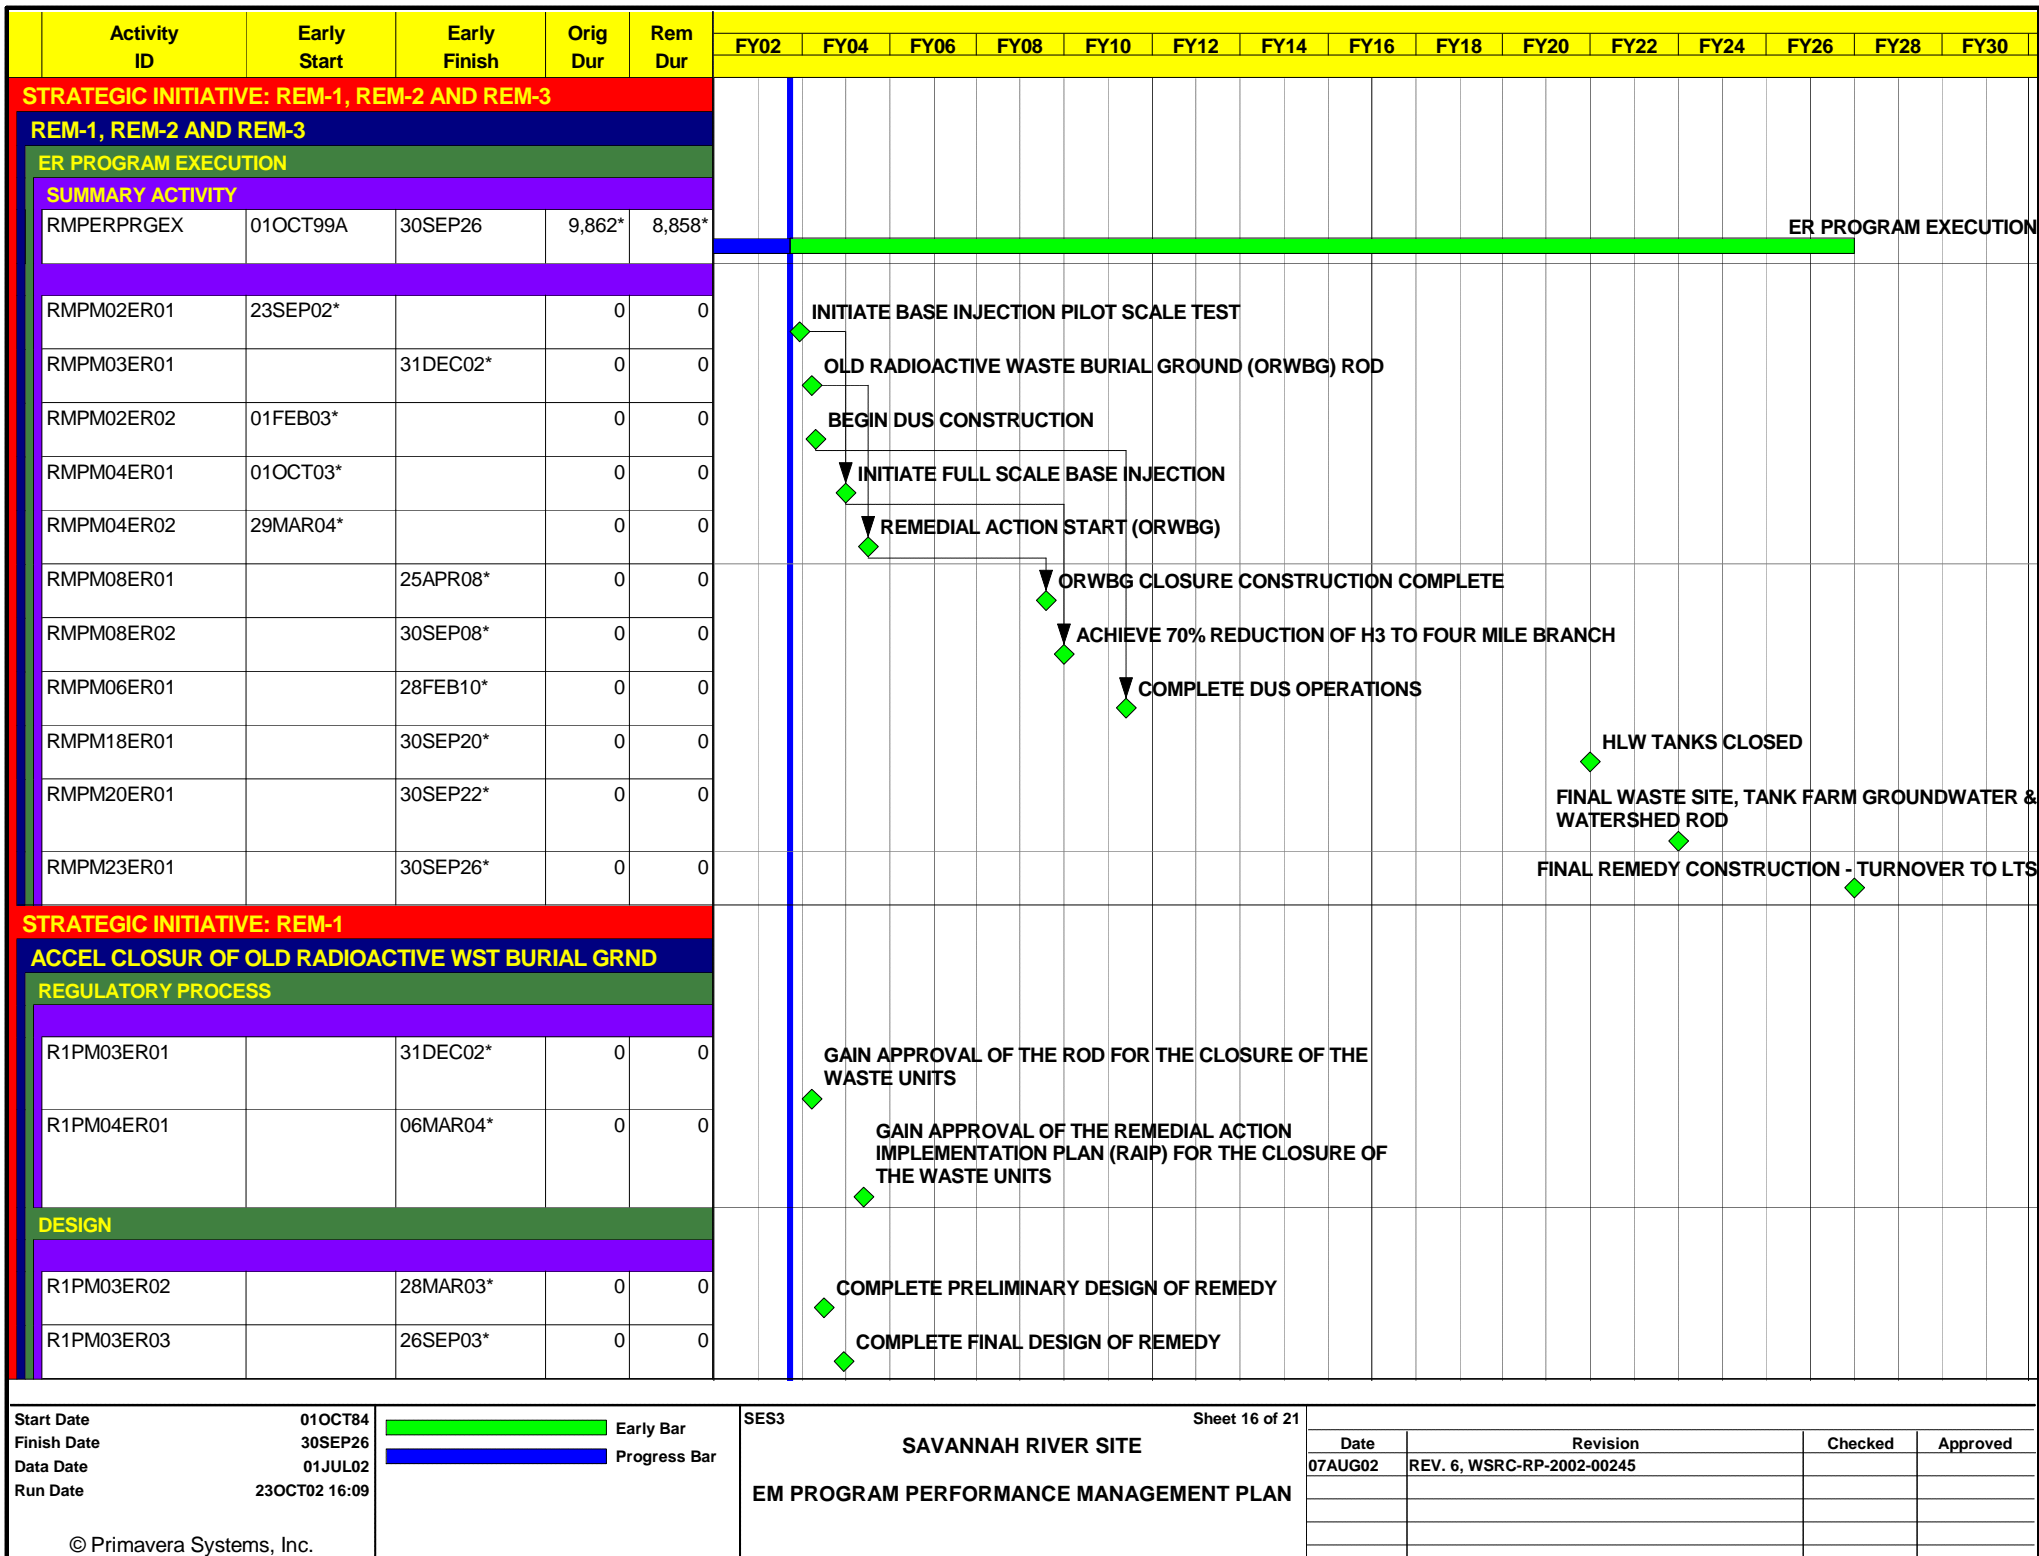 Activity ID Early Start Early Finish Orig Dur Rem Dur FY02 FY04 FY06 FY08 FY10 FY12 FY14 FY16 FY18 FY20 FY22 FY24 FY26 FY28 FY30
STRATEGIC INITIATIVE: REM-1, REM-2 AND REM-3
REM-1, REM-2 AND REM-3
ER PROGRAM EXECUTION
SUMMARY ACTIVITY
RMPERPRGEX 01OCT99A 30SEP26 9,862* 8,858* ER PROGRAM EXECUTION
RMPM02ER01 23SEP02* 0 0 INITIATE BASE INJECTION PILOT SCALE TEST
RMPM03ER01 31DEC02* 0 0 OLD RADIOACTIVE WASTE BURIAL GROUND (ORWBG) ROD
RMPM02ER02 01FEB03* 0 0 BEGIN DUS CONSTRUCTION
RMPM04ER01 01OCT03* 0 0 INITIATE FULL SCALE BASE INJECTION
RMPM04ER02 29MAR04* 0 0 REMEDIAL ACTION START (ORWBG)
RMPM08ER01 25APR08* 0 0 ORWBG CLOSURE CONSTRUCTION COMPLETE
RMPM08ER02 30SEP08* 0 0 ACHIEVE 70% REDUCTION OF H3 TO FOUR MILE BRANCH
RMPM06ER01 28FEB10* 0 0 COMPLETE DUS OPERATIONS
RMPM18ER01 30SEP20* 0 0 HLW TANKS CLOSED
RMPM20ER01 30SEP22* 0 0 FINAL WASTE SITE, TANK FARM GROUNDWATER &
WATERSHED ROD
RMPM23ER01 30SEP26* 0 0 FINAL REMEDY CONSTRUCTION - TURNOVER TO LTS
STRATEGIC INITIATIVE: REM-1
ACCEL CLOSUR OF OLD RADIOACTIVE WST BURIAL GRND
REGULATORY PROCESS
R1PM03ER01 31DEC02* 0 0 GAIN APPROVAL OF THE ROD FOR THE CLOSURE OF THE
WASTE UNITS
R1PM04ER01 06MAR04* 0 0 GAIN APPROVAL OF THE REMEDIAL ACTION
IMPLEMENTATION PLAN (RAIP) FOR THE CLOSURE OF
THE WASTE UNITS
DESIGN
R1PM03ER02 28MAR03* 0 0 COMPLETE PRELIMINARY DESIGN OF REMEDY
R1PM03ER03 26SEP03* 0 0 COMPLETE FINAL DESIGN OF REMEDY
Start Date 01OCT84
Finish Date 30SEP26
Data Date 01JUL02
Run Date 23OCT02 16:09
© Primavera Systems, Inc.
Early Bar
Progress Bar
SES3 Sheet 16 of 21
SAVANNAH RIVER SITE
EM PROGRAM PERFORMANCE MANAGEMENT PLAN
Date Revision Checked Approved
07AUG02 REV. 6, WSRC-RP-2002-00245